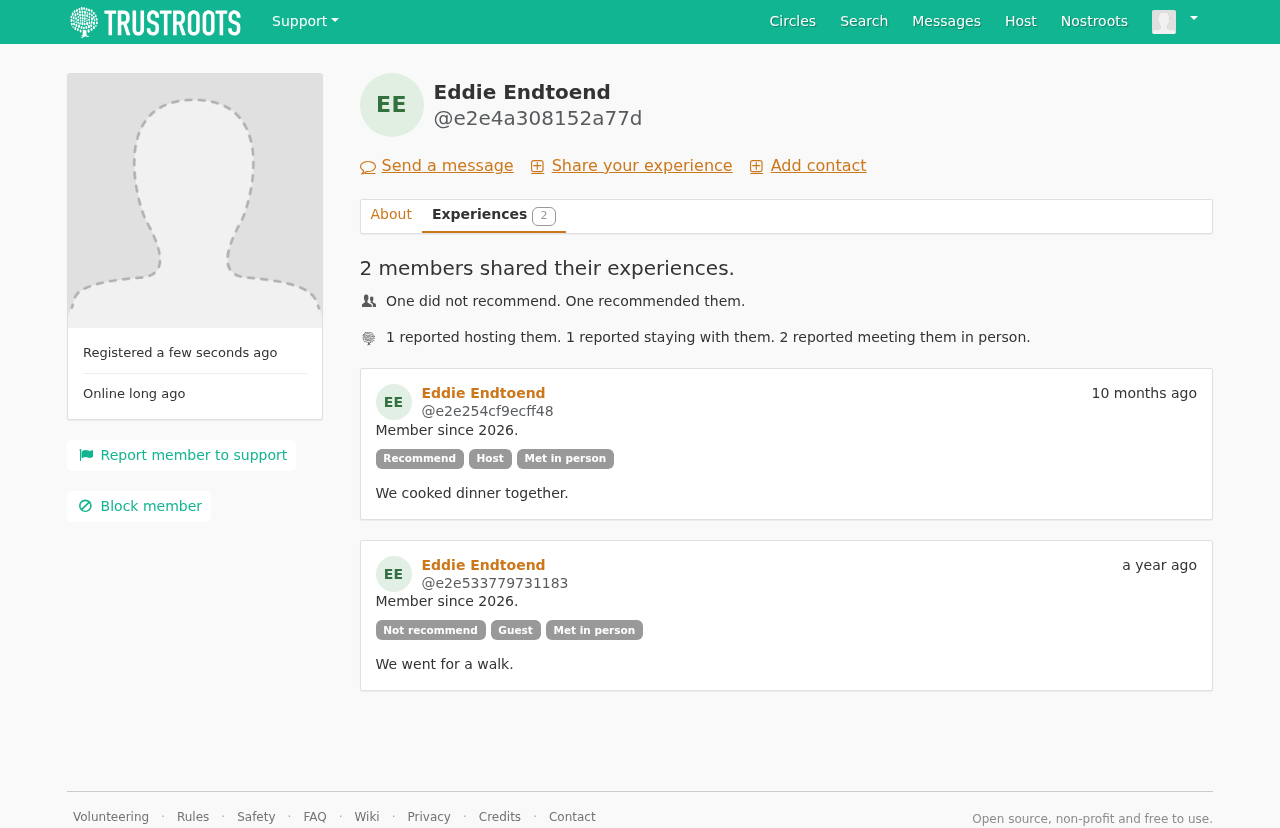 TRUSTROOTS Support Circles Search Messages Host Nostroots
EE Eddie Endtoend
@e2e4a308152a77d
Send a message Share your experience Add contact
About Experiences 2
2 members shared their experiences.
One did not recommend. One recommended them.
1 reported hosting them. 1 reported staying with them. 2 reported meeting them in person.
Registered a few seconds ago
Online long ago
Report member to support
Block member
EE Eddie Endtoend 10 months ago
@e2e254cf9ecff48
Member since 2026.
Recommend Host Met in person
We cooked dinner together.
EE Eddie Endtoend a year ago
@e2e533779731183
Member since 2026.
Not recommend Guest Met in person
We went for a walk.
Volunteering · Rules · Safety · FAQ · Wiki · Privacy · Credits · Contact Open source, non-profit and free to use.